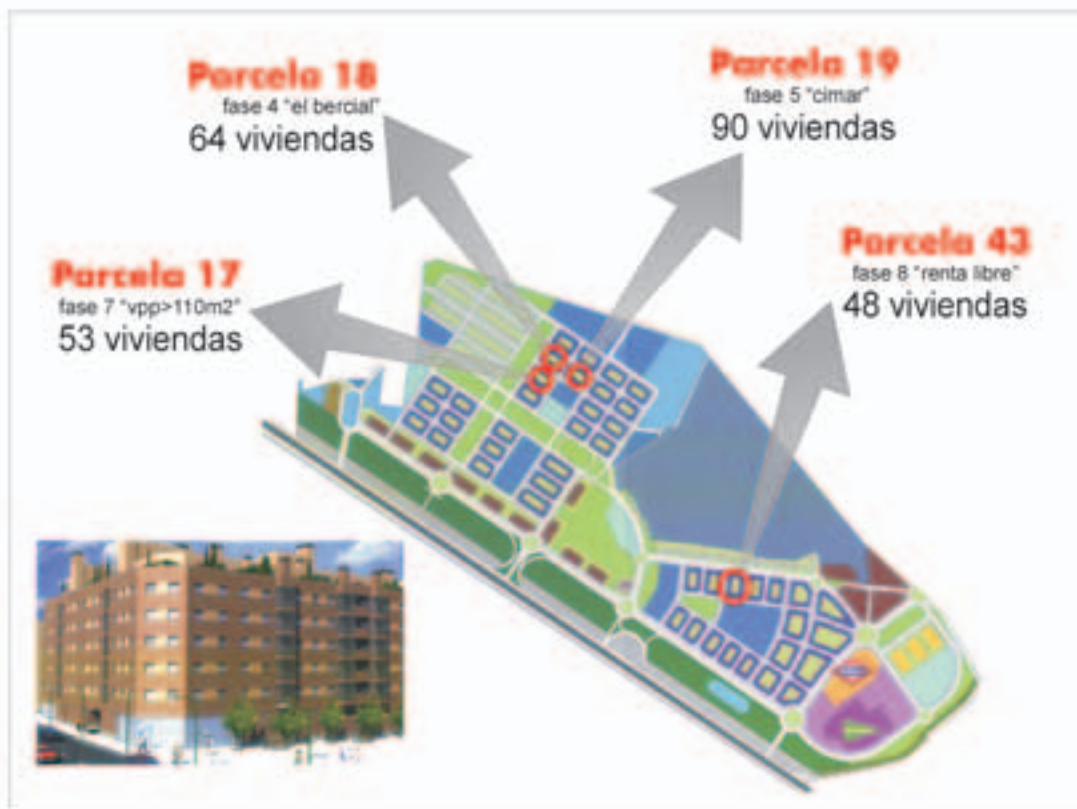 Parcela 18
fase 4 "el bercial"
64 viviendas
Parcela 19
fase 5 "cimar"
90 viviendas
Parcela 17
fase 7 "vpp>110m2"
53 viviendas
Parcela 43
fase 8 "renta libre"
48 viviendas